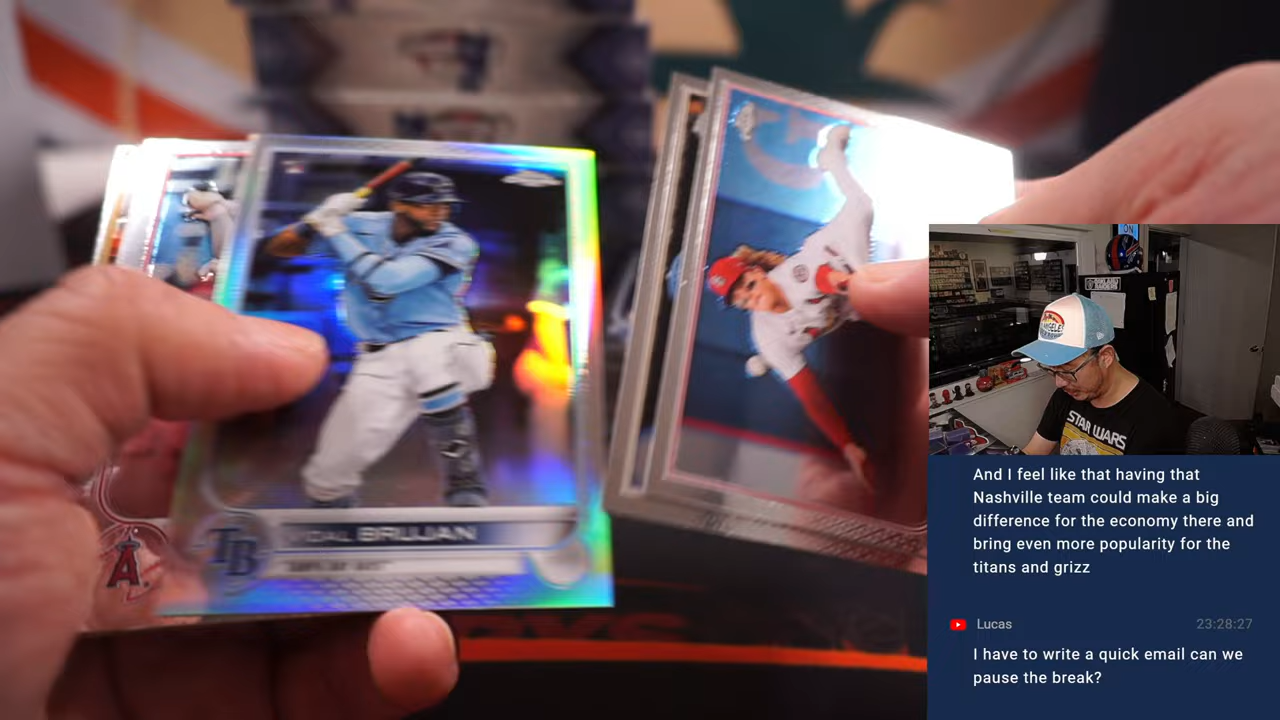 ON
STAR WARS
BRUJAN
TB
A
And I feel like that having that
Nashville team could make a big
difference for the economy there and
bring even more popularity for the
titans and grizz
Lucas 23:28:27
I have to write a quick email can we
pause the break?